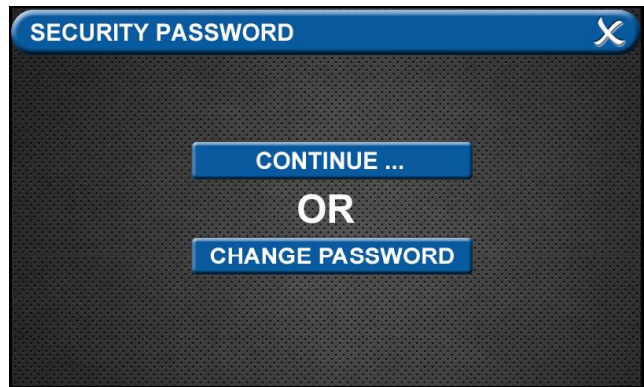 SECURITY PASSWORD
CONTINUE ...
OR
CHANGE PASSWORD